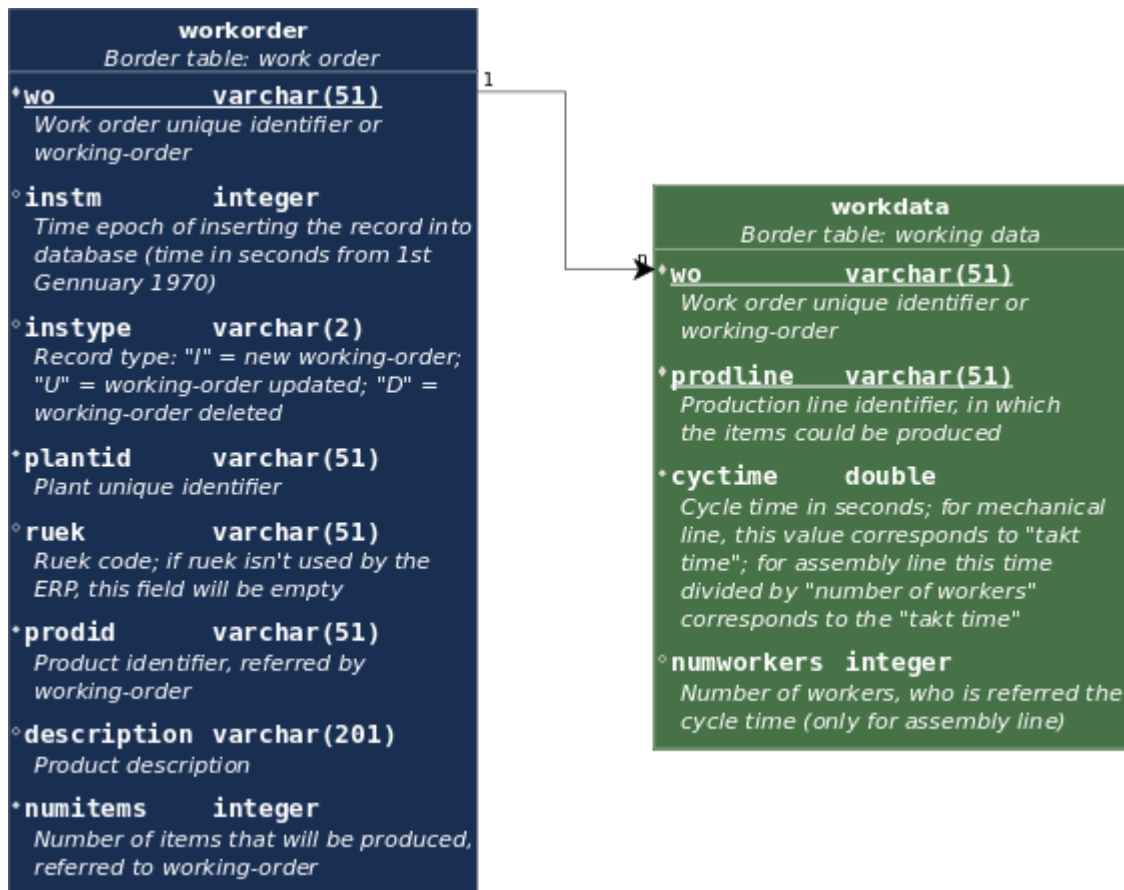 workorder
Border table: work order
wo varchar(51)
Work order unique identifier or
working-order
instm integer
Time epoch of inserting the record into
database (time in seconds from 1st
Gennuary 1970)
instype varchar(2)
Record type: "I" = new working-order;
"U" = working-order updated; "D" =
working-order deleted
plantid varchar(51)
Plant unique identifier
ruek varchar(51)
Ruek code; if ruek isn't used by the
ERP, this field will be empty
prodid varchar(51)
Product identifier, referred by
working-order
description varchar(201)
Product description
numitems integer
Number of items that will be produced,
referred to working-order
1
n
workdata
Border table: working data
wo varchar(51)
Work order unique identifier or
working-order
prodline varchar(51)
Production line identifier, in which
the items could be produced
cyctime double
Cycle time in seconds; for mechanical
line, this value corresponds to "takt
time"; for assembly line this time
divided by "number of workers"
corresponds to the "takt time"
numworkers integer
Number of workers, who is referred the
cycle time (only for assembly line)